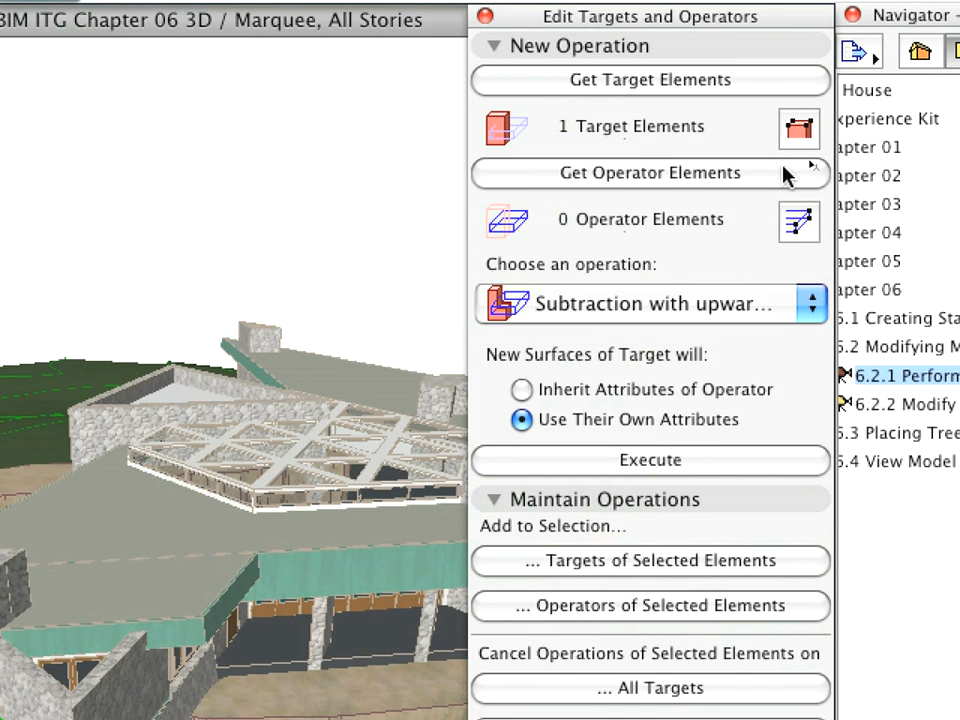 BIM ITG Chapter 06 3D / Marquee, All Stories
Edit Targets and Operators
New Operation
Get Target Elements
1 Target Elements
Get Operator Elements
0 Operator Elements
Choose an operation:
Subtraction with upwar...
New Surfaces of Target will:
Inherit Attributes of Operator
Use Their Own Attributes
Execute
Maintain Operations
Add to Selection...
... Targets of Selected Elements
... Operators of Selected Elements
Cancel Operations of Selected Elements on
... All Targets
Navigator -
House
xperience Kit
apter 01
apter 02
apter 03
apter 04
apter 05
apter 06
6.1 Creating Sta
6.2 Modifying M
6.2.1 Perform
6.2.2 Modify
6.3 Placing Tree
6.4 View Model